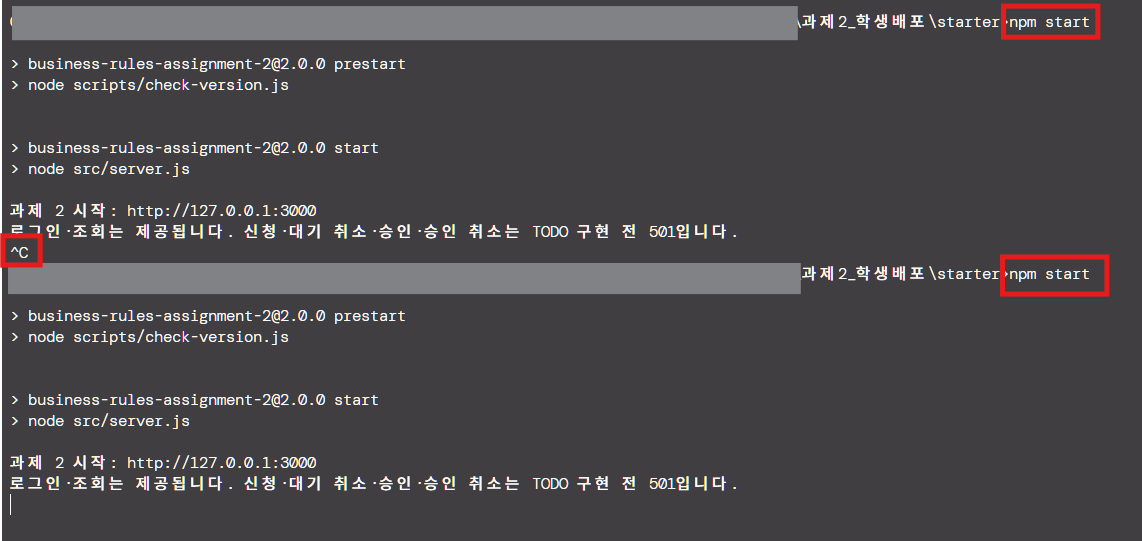 \과제2_학생배포\starter>npm start
> business-rules-assignment-2@2.0.0 prestart
> node scripts/check-version.js
> business-rules-assignment-2@2.0.0 start
> node src/server.js
과제 2 시작: http://127.0.0.1:3000
로그인·조회는 제공됩니다. 신청·대기 취소·승인·승인 취소는 TODO 구현 전 501입니다.
^C
과제2_학생배포\starter>npm start
> business-rules-assignment-2@2.0.0 prestart
> node scripts/check-version.js
> business-rules-assignment-2@2.0.0 start
> node src/server.js
과제 2 시작: http://127.0.0.1:3000
로그인·조회는 제공됩니다. 신청·대기 취소·승인·승인 취소는 TODO 구현 전 501입니다.